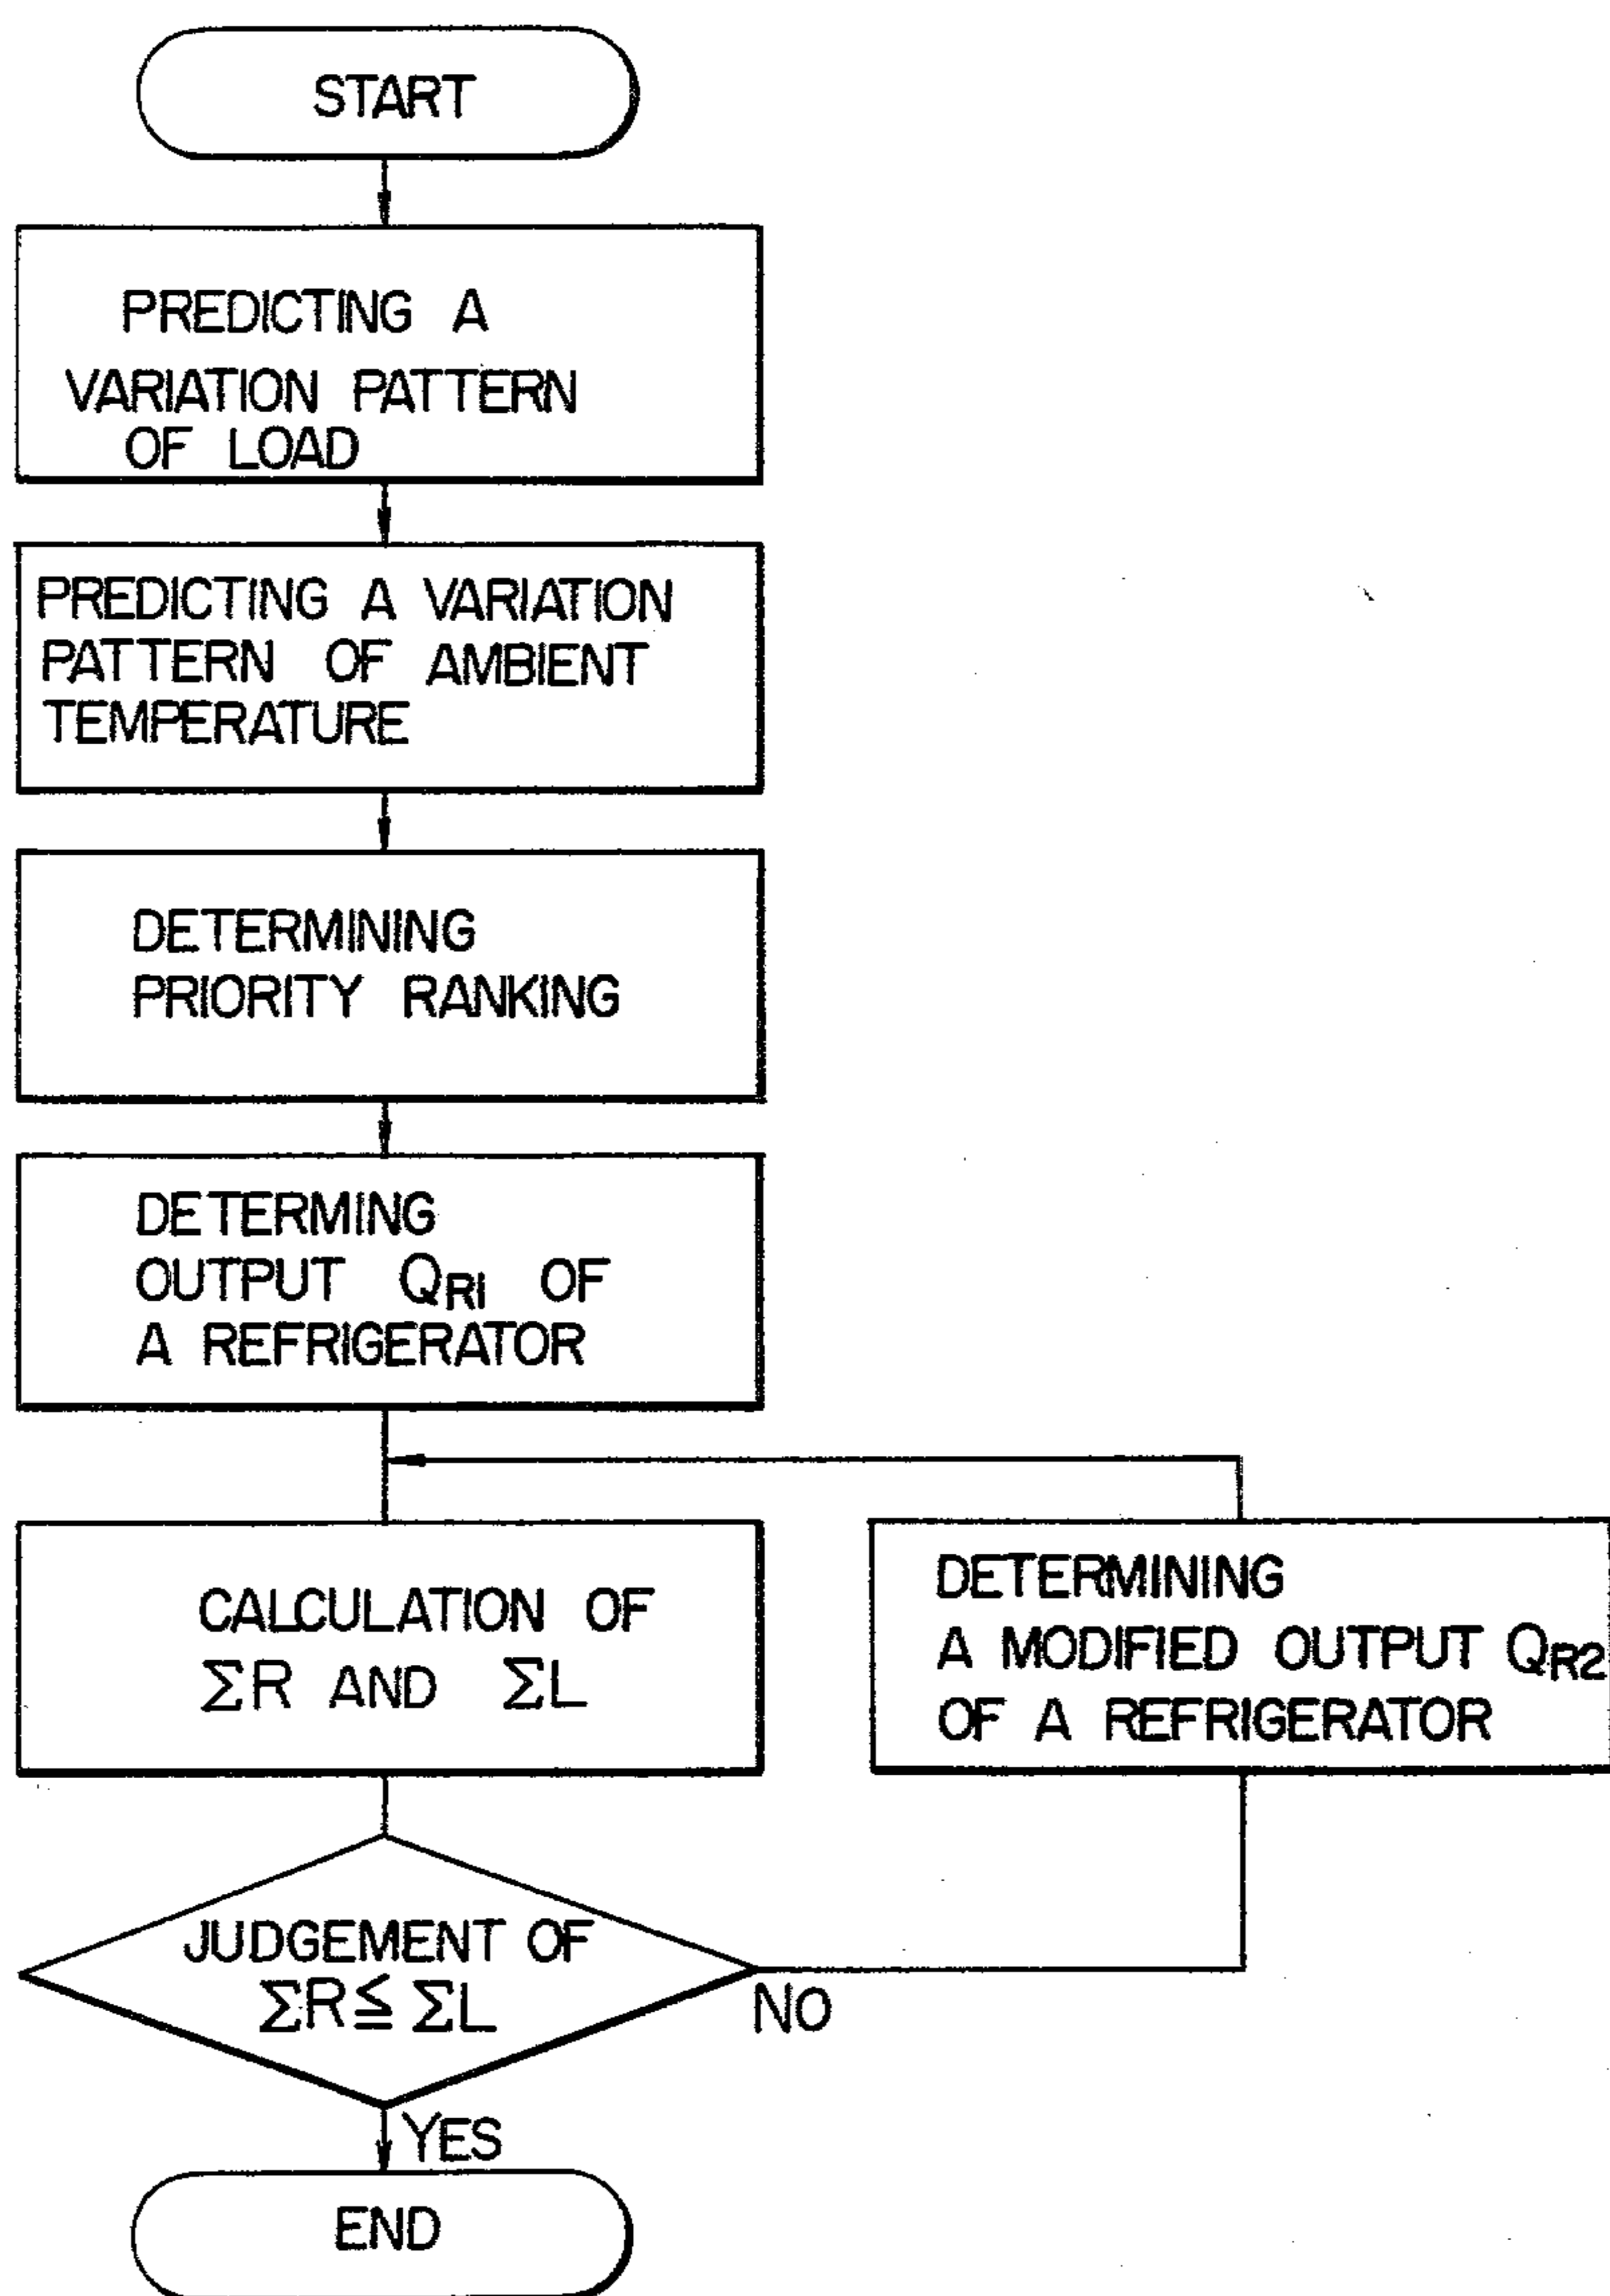 START
PREDICTING A
VARIATION PATTERN
OF LOAD
PREDICTING A VARIATION
PATTERN OF AMBIENT
TEMPERATURE
DETERMINING
PRIORITY RANKING
DETERMING
OUTPUT QR1 OF
A REFRIGERATOR
CALCULATION OF
ΣR AND ΣL
DETERMINING
A MODIFIED OUTPUT QR2
OF A REFRIGERATOR
JUDGEMENT OF
ΣR≦ΣL
NO
YES
END